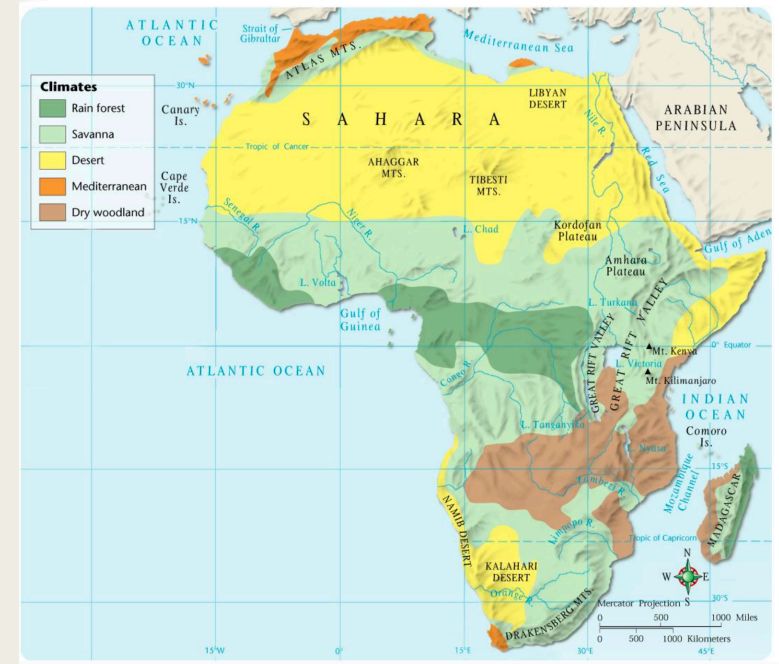 ATLANTIC
OCEAN
Strait of
Gibraltar
Mediterranean Sea
ATLAS MTS.
Climates
Rain forest
Savanna
Desert
Mediterranean
Dry woodland
30°N
Canary
Is.
LIBYAN
DESERT
SAHARA
ARABIAN
PENINSULA
Nile R.
Red Sea
Tropic of Cancer
AHAGGAR
MTS.
TIBESTI
MTS.
Cape
Verde
Is.
15°N
Senegal R.
Niger R.
L. Chad
Kordofan
Plateau
Gulf of Aden
Amhara
Plateau
L. Volta
L. Turkana
Gulf of
Guinea
GREAT RIFT VALLEY
GREAT RIFT VALLEY
0° Equator
Mt. Kenya
L. Victoria
Mt. Kilimanjaro
ATLANTIC OCEAN
Congo R.
INDIAN
OCEAN
L. Tanganyika
Comoro
Is.
L. Nyasa
15°S
Zambezi R.
Mozambique
Channel
MADAGASCAR
NAMIB DESERT
Limpopo R.
Tropic of Capricorn
KALAHARI
DESERT
N
W
E
S
Orange R.
DRAKENSBERG MTS.
30°S
Mercator Projection
0 500 1000 Miles
0 500 1000 Kilometers
15°W
0°
15°E
30°E
45°E